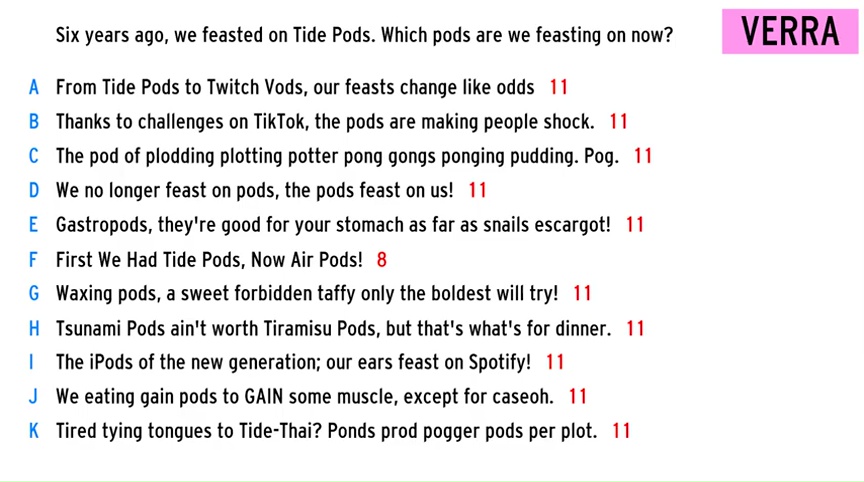 Six years ago, we feasted on Tide Pods. Which pods are we feasting on now?
VERRA
A From Tide Pods to Twitch Vods, our feasts change like odds 11
B Thanks to challenges on TikTok, the pods are making people shock. 11
C The pod of plodding plotting potter pong gongs ponging pudding. Pog. 11
D We no longer feast on pods, the pods feast on us! 11
E Gastropods, they're good for your stomach as far as snails escargot! 11
F First We Had Tide Pods, Now Air Pods! 8
G Waxing pods, a sweet forbidden taffy only the boldest will try! 11
H Tsunami Pods ain't worth Tiramisu Pods, but that's what's for dinner. 11
I The iPods of the new generation; our ears feast on Spotify! 11
J We eating gain pods to GAIN some muscle, except for caseoh. 11
K Tired tying tongues to Tide-Thai? Ponds prod pogger pods per plot. 11